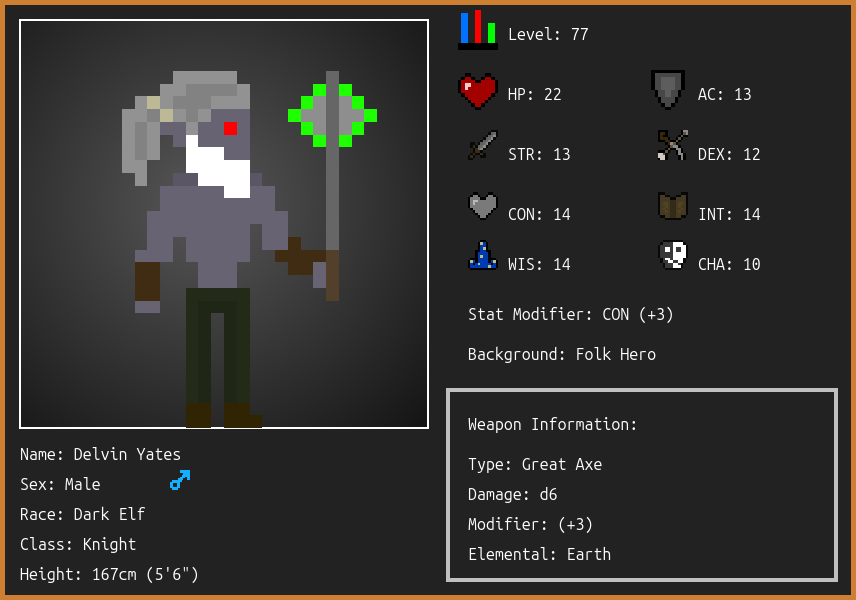 Level: 77
HP: 22
AC: 13
STR: 13
DEX: 12
CON: 14
INT: 14
WIS: 14
CHA: 10
Stat Modifier: CON (+3)
Background: Folk Hero
Weapon Information:
Type: Great Axe
Damage: d6
Modifier: (+3)
Elemental: Earth
Name: Delvin Yates
Sex: Male
Race: Dark Elf
Class: Knight
Height: 167cm (5'6")